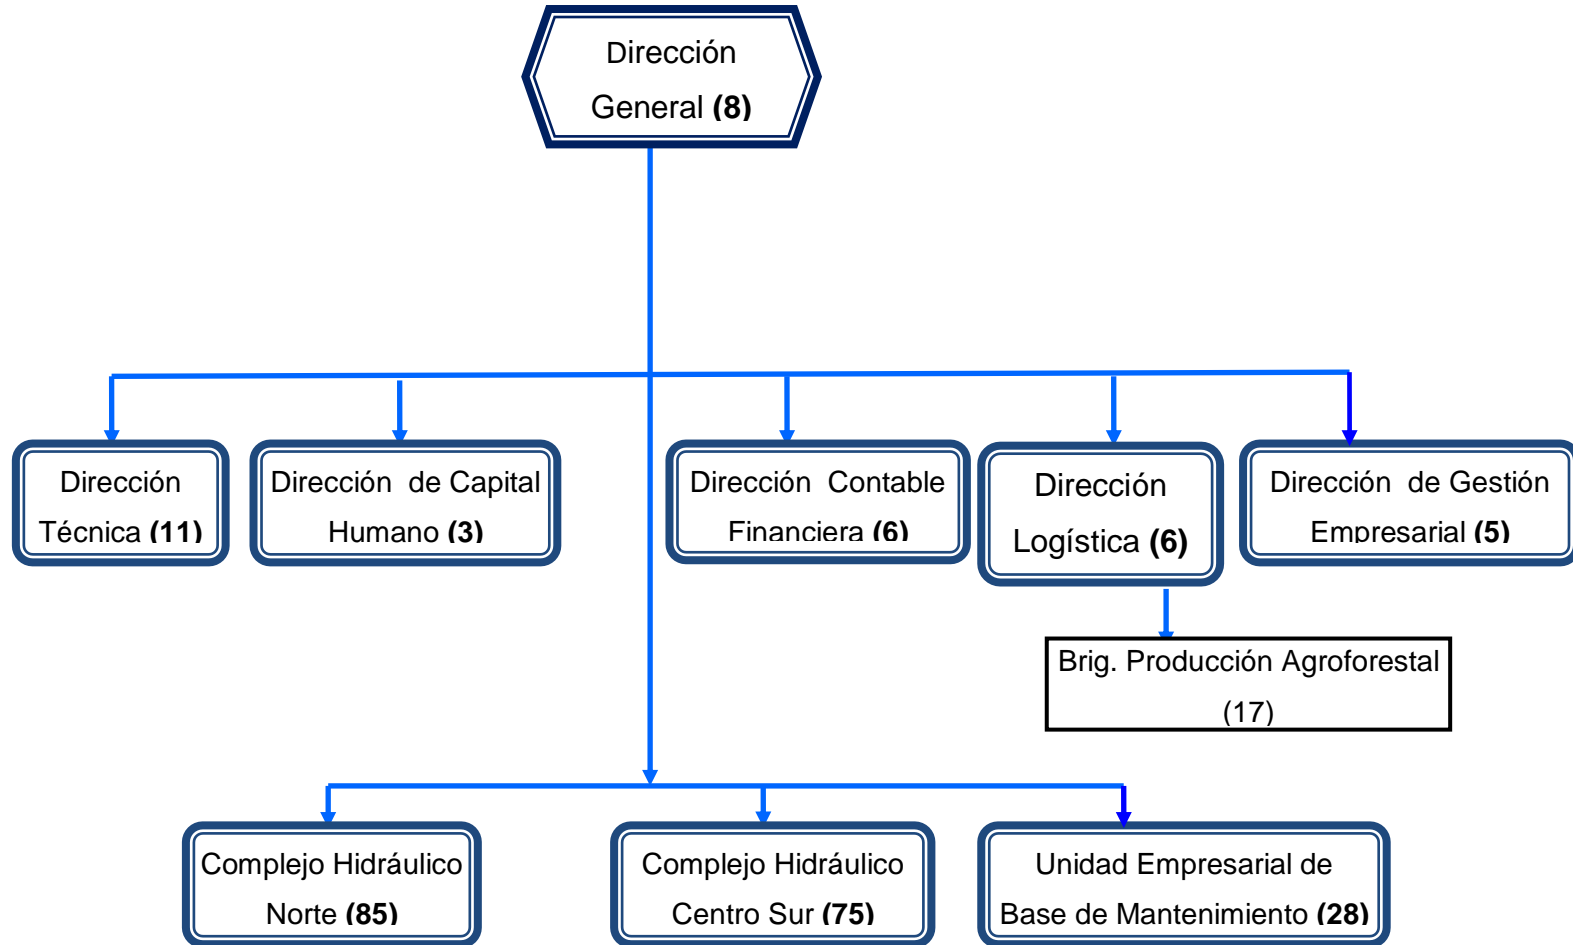 Dirección
General (8)
Dirección
Técnica (11)
Dirección de Capital
Humano (3)
Dirección Contable
Financiera (6)
Dirección
Logística (6)
Dirección de Gestión
Empresarial (5)
Brig. Producción Agroforestal
(17)
Complejo Hidráulico
Norte (85)
Complejo Hidráulico
Centro Sur (75)
Unidad Empresarial de
Base de Mantenimiento (28)